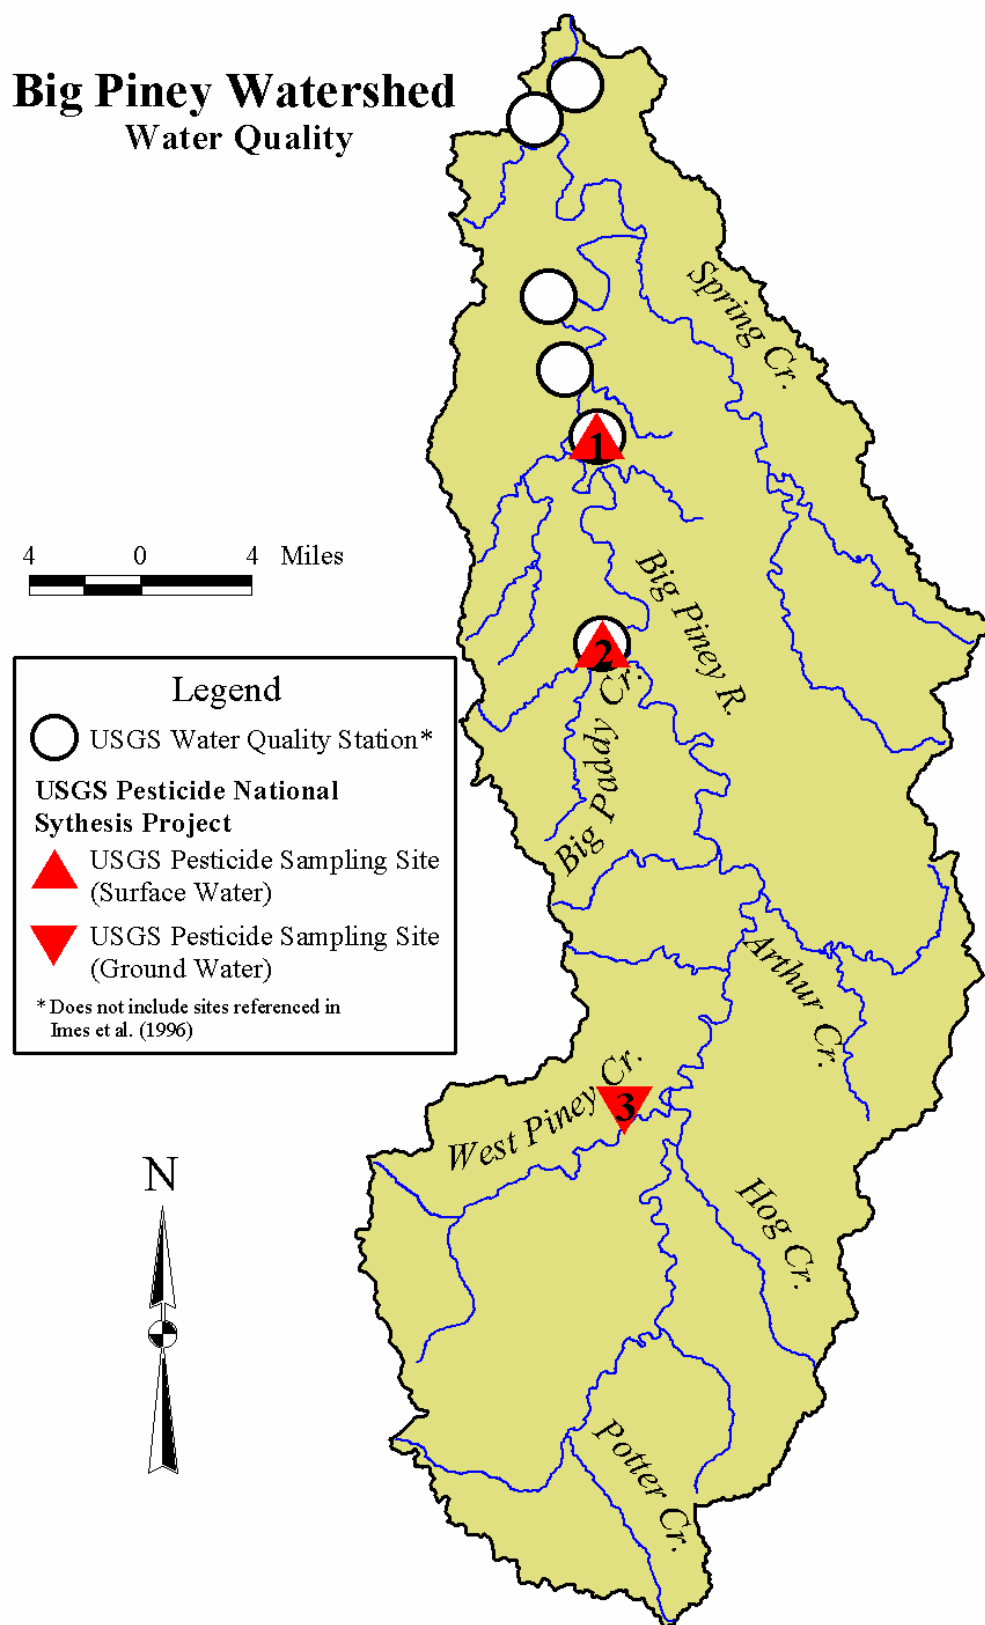 Big Piney Watershed
Water Quality
Spring Cr.
1
4 0 4 Miles
Big Piney R.
2
Big Paddy Cr.
Legend
USGS Water Quality Station*
USGS Pesticide National
Sythesis Project
USGS Pesticide Sampling Site
(Surface Water)
USGS Pesticide Sampling Site
(Ground Water)
* Does not include sites referenced in
Imes et al. (1996)
Arthur Cr.
West Piney Cr.
3
N
Hog Cr.
Potter Cr.